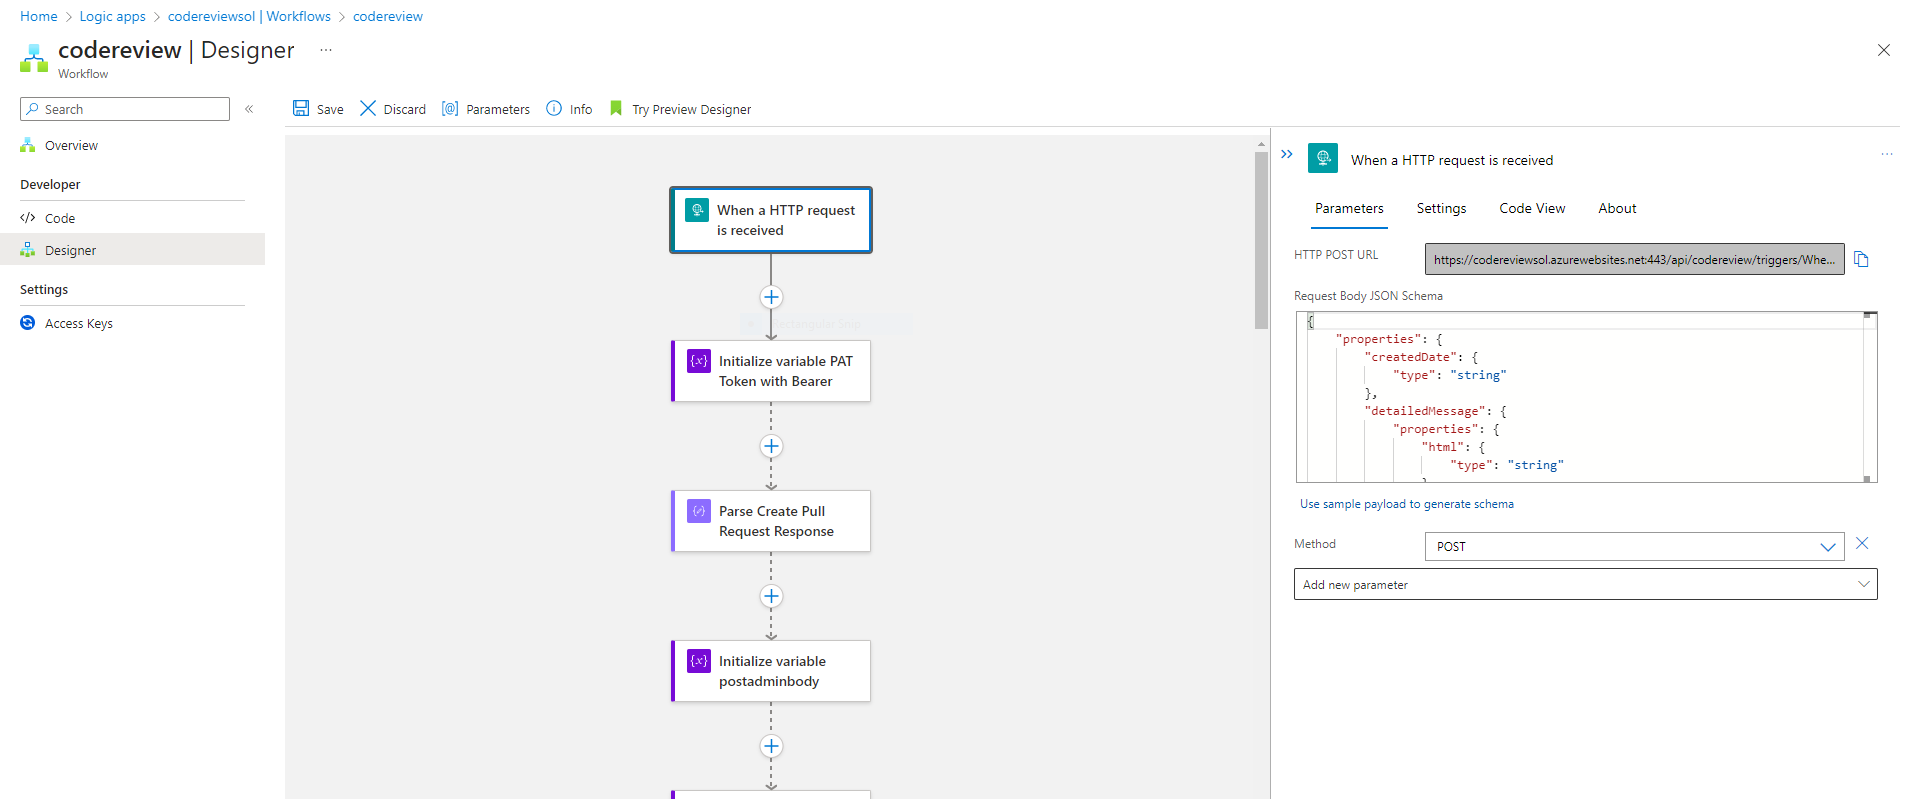 Home > Logic apps > codereviewsol | Workflows > codereview
codereview | Designer ...
Workflow
Search
«
Overview
Developer
</> Code
Designer
Settings
Access Keys
Save
Discard
[@] Parameters
Info
Try Preview Designer
When a HTTP request
is received
Rectangular Snip
{x} Initialize variable PAT
Token with Bearer
Parse Create Pull
Request Response
{x} Initialize variable
postadminbody
When a HTTP request is received
...
Parameters
Settings
Code View
About
HTTP POST URL
https://codereviewsol.azurewebsites.net:443/api/codereview/triggers/Whe...
Request Body JSON Schema
{
"properties": {
"createdDate": {
"type": "string"
},
"detailedMessage": {
"properties": {
"html": {
"type": "string"
Use sample payload to generate schema
Method
POST
Add new parameter